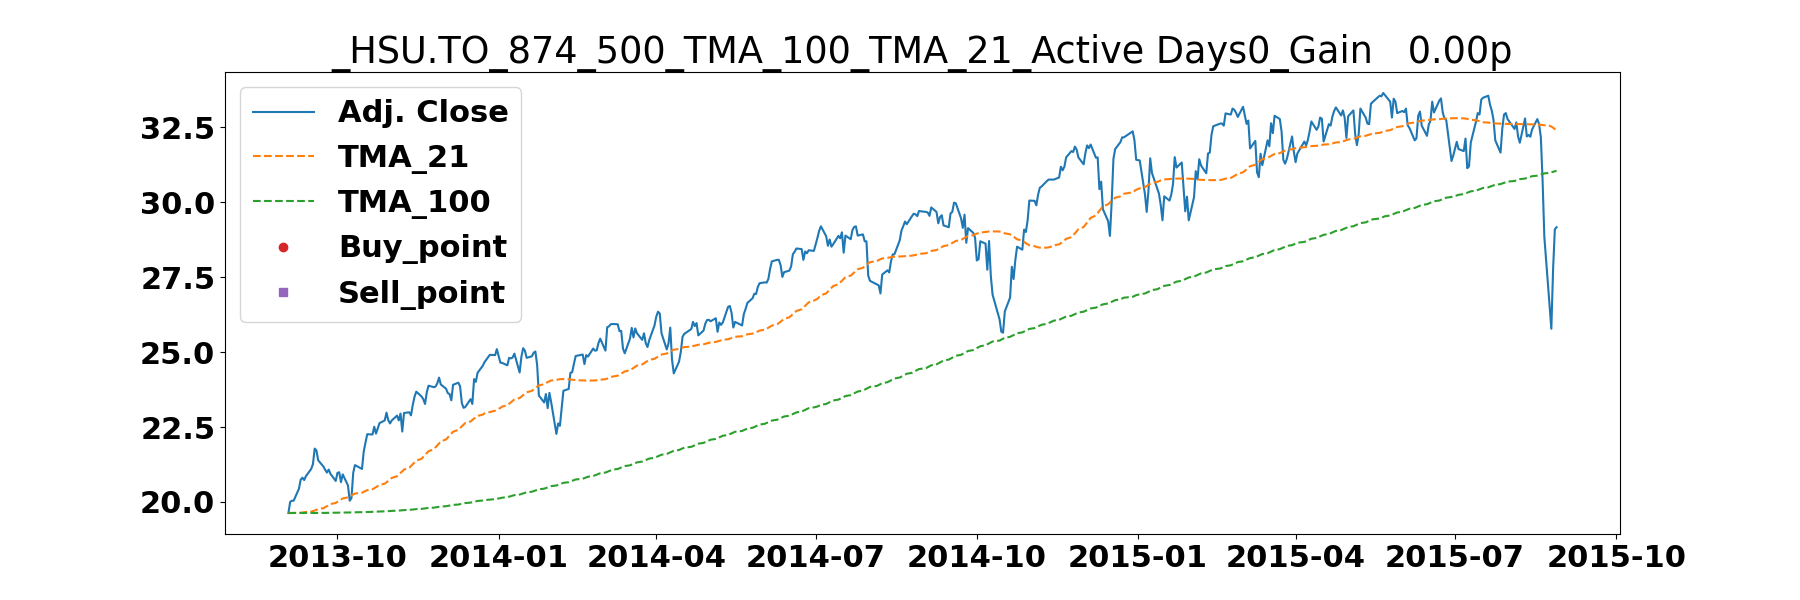 _HSU.TO_874_500_TMA_100_TMA_21_Active Days0_Gain   0.00p
Adj. Close
TMA_21
TMA_100
Buy_point
Sell_point
32.5
30.0
27.5
25.0
22.5
20.0
2013-10 2014-01 2014-04 2014-07 2014-10 2015-01 2015-04 2015-07 2015-10